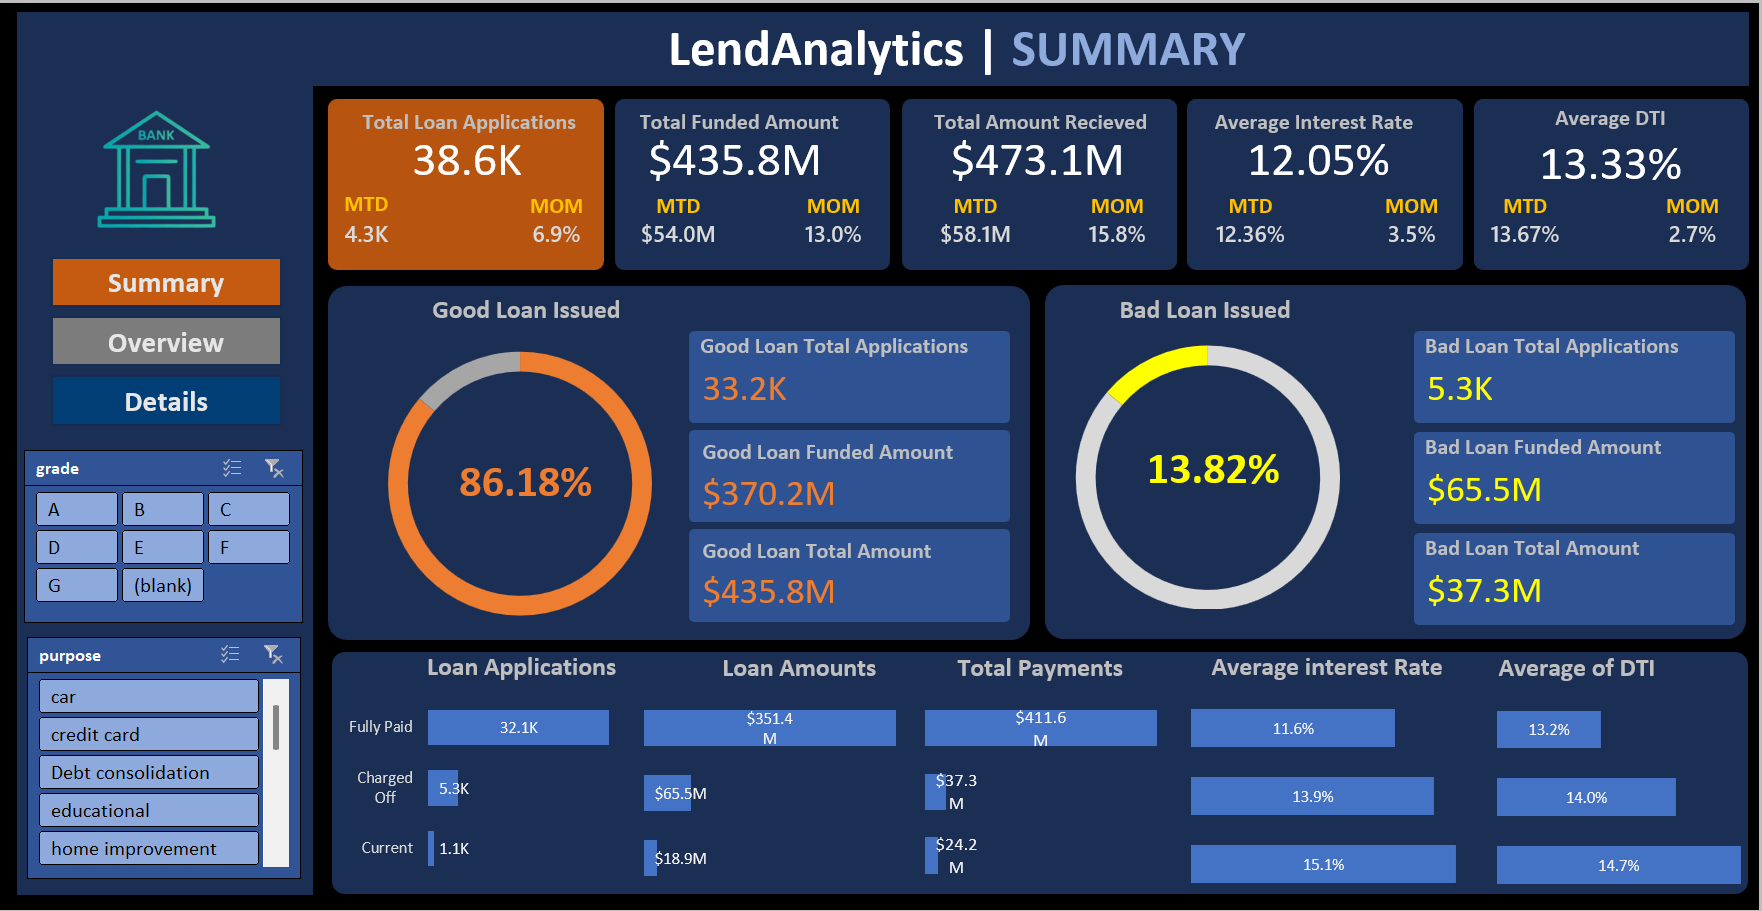 LendAnalytics | SUMMARY
BANK
Summary
Overview
Details
grade
A
B
C
D
E
F
G
(blank)
purpose
car
credit card
Debt consolidation
educational
home improvement
Total Loan Applications
38.6K
MTD
MOM
4.3K
6.9%
Total Funded Amount
$435.8M
MTD
MOM
$54.0M
13.0%
Total Amount Recieved
$473.1M
MTD
MOM
$58.1M
15.8%
Average Interest Rate
12.05%
MTD
MOM
12.36%
3.5%
Average DTI
13.33%
MTD
MOM
13.67%
2.7%
Good Loan Issued
86.18%
Good Loan Total Applications
33.2K
Good Loan Funded Amount
$370.2M
Good Loan Total Amount
$435.8M
Bad Loan Issued
13.82%
Bad Loan Total Applications
5.3K
Bad Loan Funded Amount
$65.5M
Bad Loan Total Amount
$37.3M
Loan Applications
Fully Paid
32.1K
Charged
Off
5.3K
Current
1.1K
Loan Amounts
$351.4
M
$65.5M
$18.9M
Total Payments
$411.6
M
$37.3
M
$24.2
M
Average interest Rate
11.6%
13.9%
15.1%
Average of DTI
13.2%
14.0%
14.7%